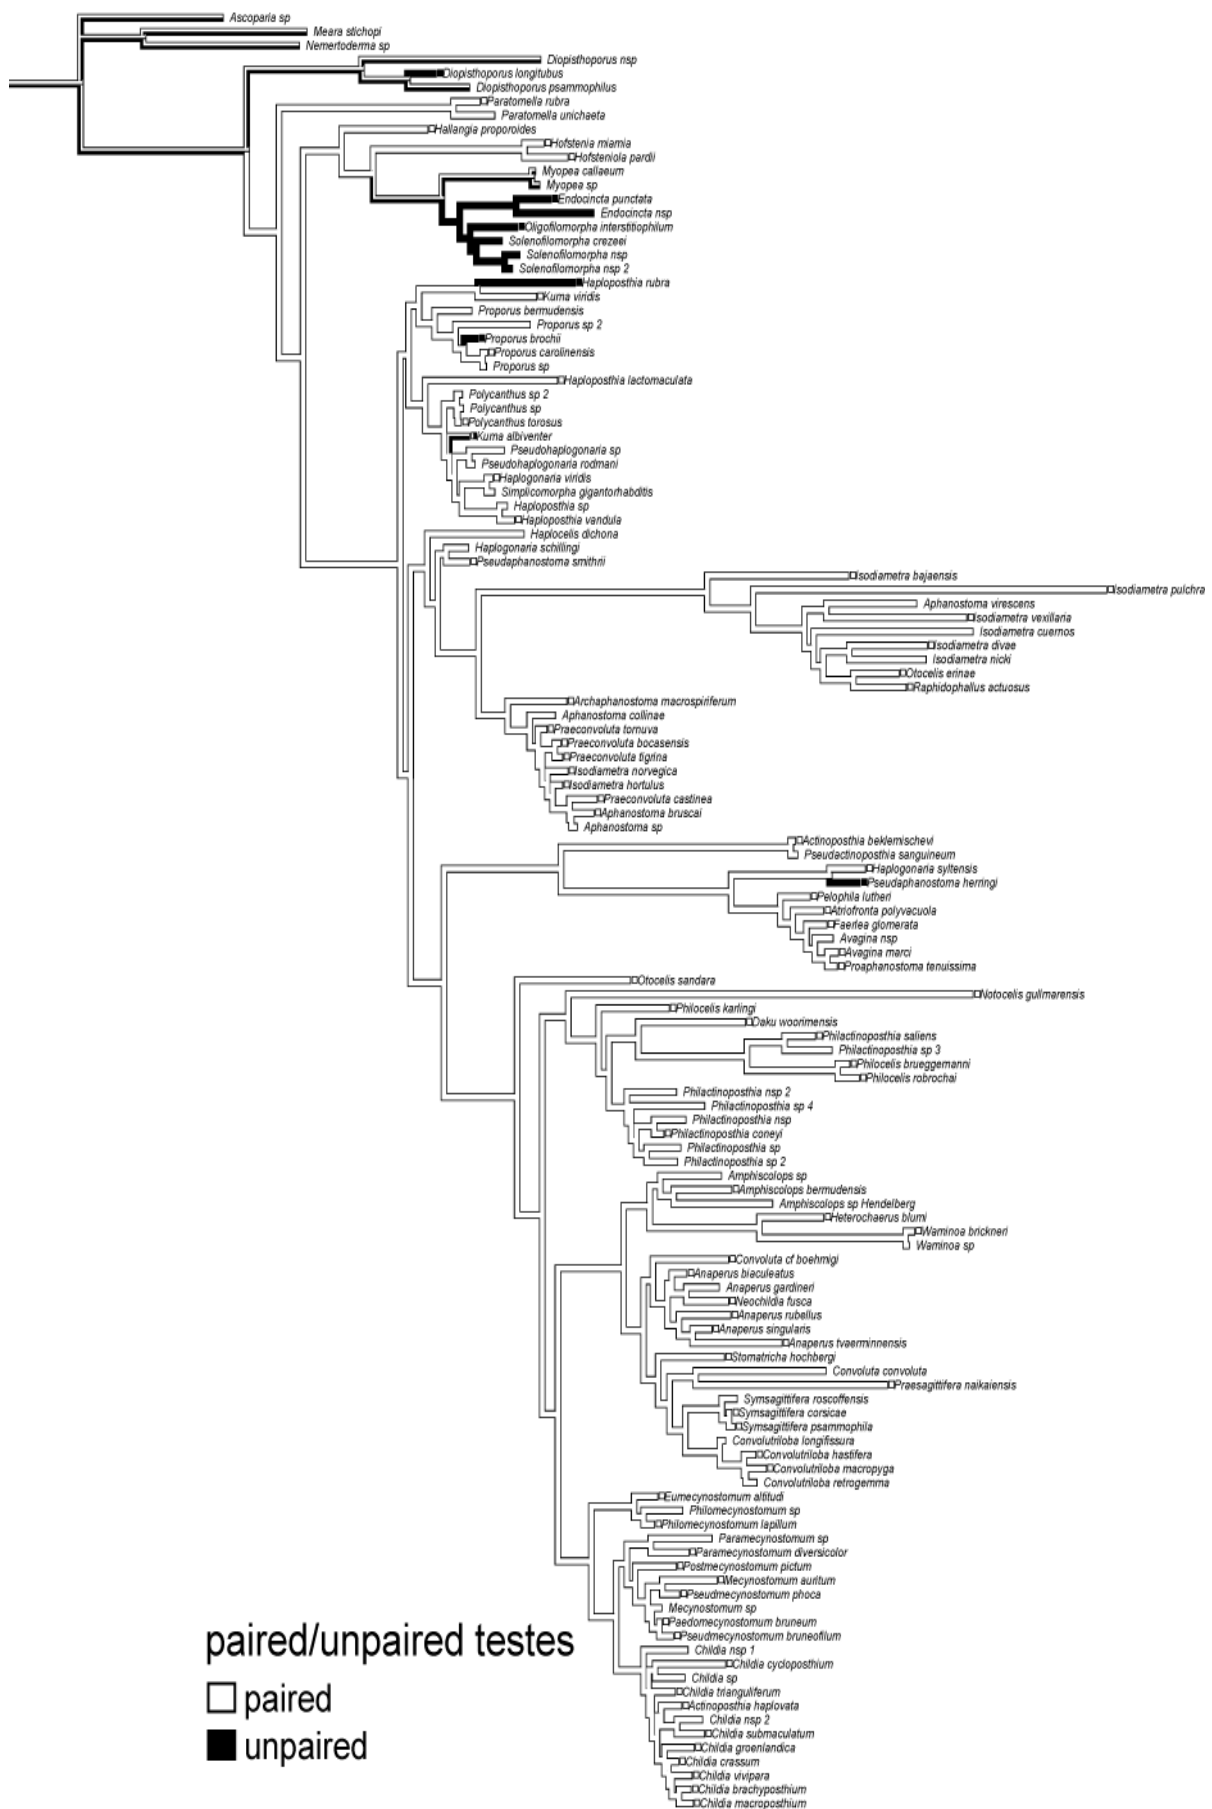 Ascoparia sp
Meara stichopi
Nemertoderma sp
Diopisthoporus nsp
Diopisthoporus longitubus
Diopisthoporus psammophilus
Paratomella rubra
Paratomella unichaeta
Hallangia proporoides
Hofstenia miamia
Hofsteniola pardii
Myopea callaeum
Myopea sp
Endocincta punctata
Endocincta nsp
Oligofilomorpha interstitiophilum
Solenofilomorpha crezeei
Solenofilomorpha nsp
Solenofilomorpha nsp 2
Haploposthia rubra
Kuma viridis
Proporus bermudensis
Proporus sp 2
Proporus brochii
Proporus carolinensis
Proporus sp
Haploposthia lactomaculata
Polycanthus sp 2
Polycanthus sp
Polycanthus torosus
Kuma albiventer
Pseudohaplogonaria sp
Pseudohaplogonaria rodmani
Haplogonaria viridis
Simplicomorpha gigantorhabditis
Haploposthia sp
Haploposthia vandula
Haplocelis dichona
Haplogonaria schillingi
Pseudaphanostoma smithrii
Isodiametra bajaensis
Isodiametra pulchra
Aphanostoma virescens
Isodiametra vexillaria
Isodiametra cuernos
Isodiametra divae
Isodiametra nicki
Otocelis erinae
Raphidophallus actuosus
Archaphanostoma macrospiriferum
Aphanostoma collinae
Praeconvoluta tornuva
Praeconvoluta bocasensis
Praeconvoluta tigrina
Isodiametra norvegica
Isodiametra hortulus
Praeconvoluta castinea
Aphanostoma bruscai
Aphanostoma sp
Actinoposthia beklemischevi
Pseudactinoposthia sanguineum
Haplogonaria syltensis
Pseudaphanostoma herringi
Pelophila lutheri
Atriofronta polyvacuola
Faerlea glomerata
Avagina nsp
Avagina marci
Proaphanostoma tenuissima
Otocelis sandara
Notocelis gullmarensis
Philocelis karlingi
Daku woorimensis
Philactinoposthia saliens
Philactinoposthia sp 3
Philocelis brueggemanni
Philocelis robrochai
Philactinoposthia nsp 2
Philactinoposthia sp 4
Philactinoposthia nsp
Philactinoposthia coneyi
Philactinoposthia sp
Philactinoposthia sp 2
Amphiscolops sp
Amphiscolops bermudensis
Amphiscolops sp Hendelberg
Heterochaerus blumi
Waminoa brickneri
Waminoa sp
Convoluta cf boehmigi
Anaperus biaculeatus
Anaperus gardineri
Neochildia fusca
Anaperus rubellus
Anaperus singularis
Anaperus tvaerminnensis
Stomatricha hochbergi
Convoluta convoluta
Praesagittifera naikaiensis
Symsagittifera roscoffensis
Symsagittifera corsicae
Symsagittifera psammophila
Convolutriloba longifissura
Convolutriloba hastifera
Convolutriloba macropyga
Convolutriloba retrogemma
Eumecynostomum altitudi
Philomecynostomum sp
Philomecynostomum lapillum
Paramecynostomum sp
Paramecynostomum diversicolor
Postmecynostomum pictum
Mecynostomum auritum
Pseudmecynostomum phoca
Mecynostomum sp
Paedomecynostomum bruneum
Pseudmecynostomum bruneofilum
Childia nsp 1
Childia cycloposthium
Childia sp
Childia trianguliferum
Actinoposthia haplovata
Childia nsp 2
Childia submaculatum
Childia groenlandica
Childia crassum
Childia vivipara
Childia brachyposthium
Childia macroposthium
paired/unpaired testes
paired
unpaired